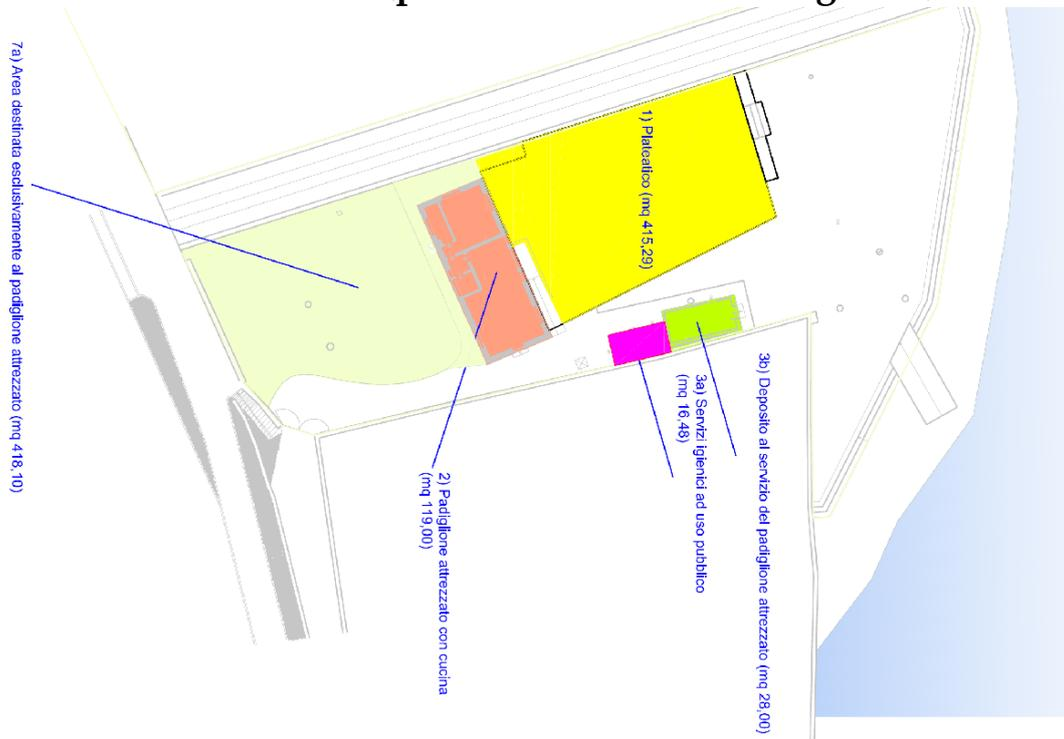 7a) Area destinata esclusivamente al padiglione attrezzato (mq 418,10)
1) Plateatico (mq 415,29)
3b) Deposito al servizio del padiglione attrezzato (mq 28,00)
3a) Servizi igienici ad uso pubblico
(mq 16,48)
2) Padiglione attrezzato con cucina
(mq 119,00)